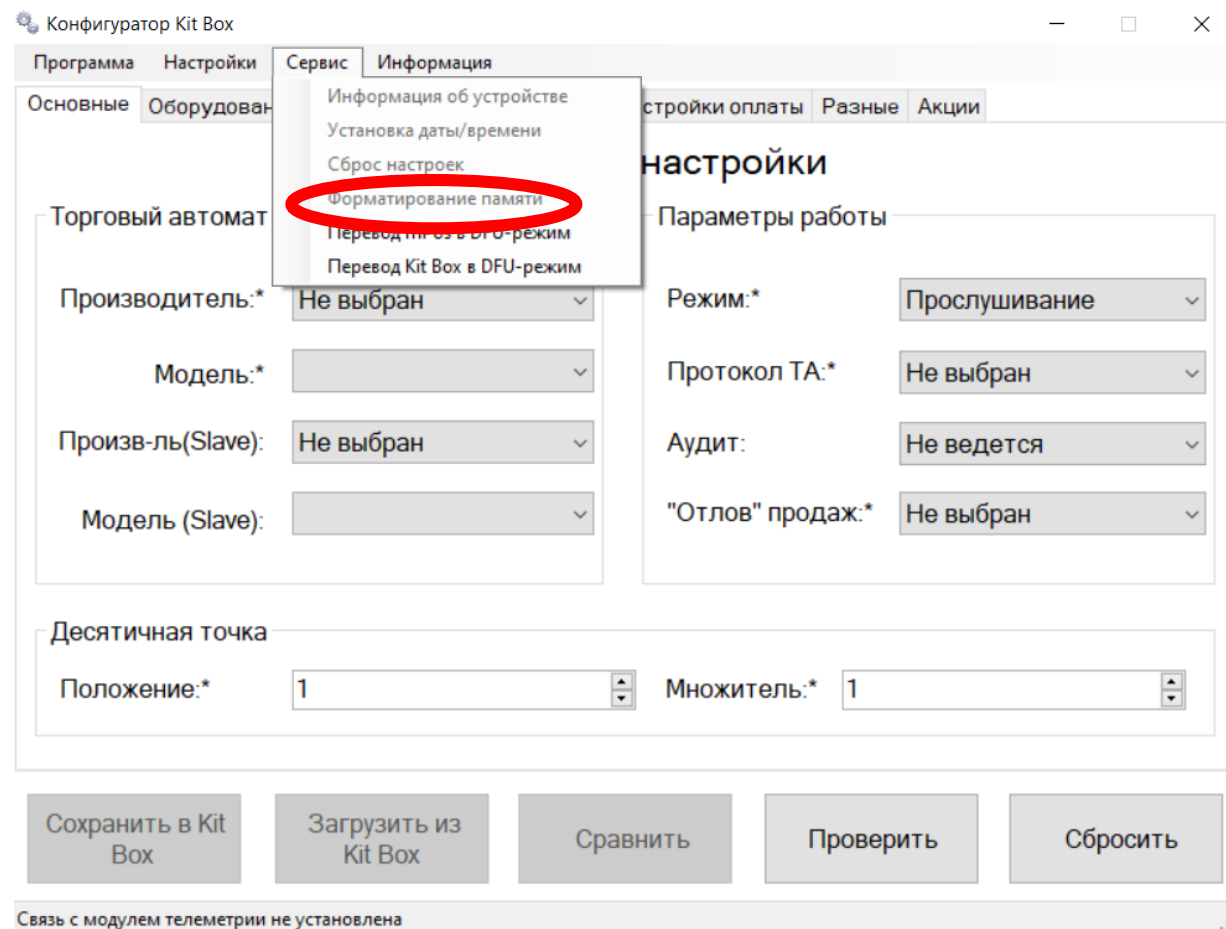 Конфигуратор Kit Box
Программа Настройки Сервис Информация
Основные Оборудован стройки оплаты Разные Акции
Информация об устройстве
Установка даты/времени
Сброс настроек
Форматирование памяти
Перевод mPos в DFU-режим
Перевод Kit Box в DFU-режим
настройки
Торговый автомат
Производитель:* Не выбран
Модель:*
Произв-ль(Slave): Не выбран
Модель (Slave):
Параметры работы
Режим:* Прослушивание
Протокол ТА:* Не выбран
Аудит: Не ведется
"Отлов" продаж:* Не выбран
Десятичная точка
Положение:* 1 Множитель:* 1
Сохранить в Kit Box
Загрузить из Kit Box
Сравнить
Проверить
Сбросить
Связь с модулем телеметрии не установлена